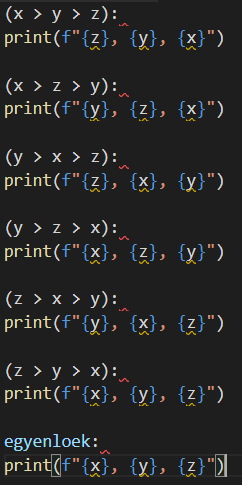 (x > y > z):
print(f"{z}, {y}, {x}")
(x > z > y):
print(f"{y}, {z}, {x}")
(y > x > z):
print(f"{z}, {x}, {y}")
(y > z > x):
print(f"{x}, {z}, {y}")
(z > x > y):
print(f"{y}, {x}, {z}")
(z > y > x):
print(f"{x}, {y}, {z}")
egyenloek:
print(f"{x}, {y}, {z}")